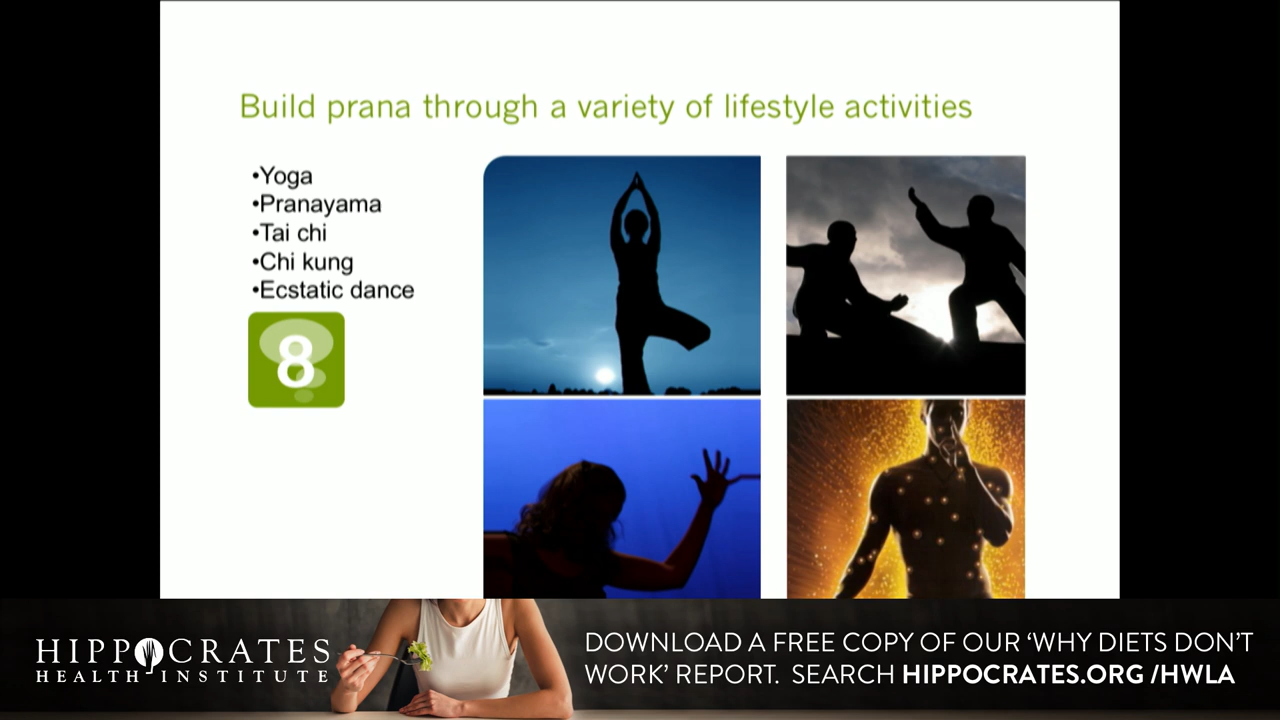 Build prana through a variety of lifestyle activities
•Yoga
•Pranayama
•Tai chi
•Chi kung
•Ecstatic dance
8
HIPPOCRATES
HEALTH INSTITUTE
DOWNLOAD A FREE COPY OF OUR ‘WHY DIETS DON’T
WORK’ REPORT. SEARCH HIPPOCRATES.ORG /HWLA